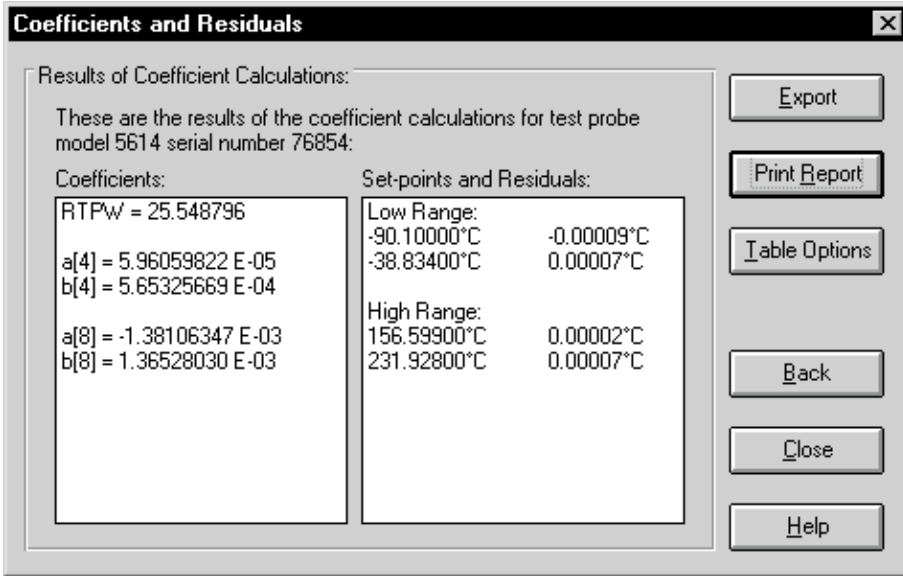 Coefficients and Residuals
Results of Coefficient Calculations:
These are the results of the coefficient calculations for test probe
model 5614 serial number 76854:
Coefficients:
RTPW = 25.548796
a[4] = 5.96059822 E-05
b[4] = 5.65325669 E-04
a[8] = -1.38106347 E-03
b[8] = 1.36528030 E-03
Set-points and Residuals:
Low Range:
-90.10000°C -0.00009°C
-38.83400°C 0.00007°C
High Range:
156.59900°C 0.00002°C
231.92800°C 0.00007°C
Export
Print Report
Table Options
Back
Close
Help